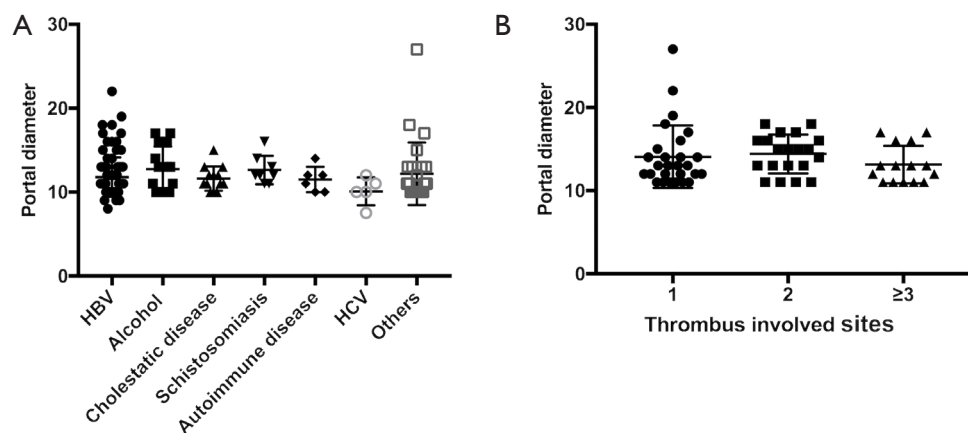 A
Portal diameter
30
20
10
0
HBV
Alcohol
Cholestatic disease
Schistosomiasis
Autoimmune disease
HCV
Others
B
Portal diameter
30
20
10
0
1
2
≥3
Thrombus involved sites